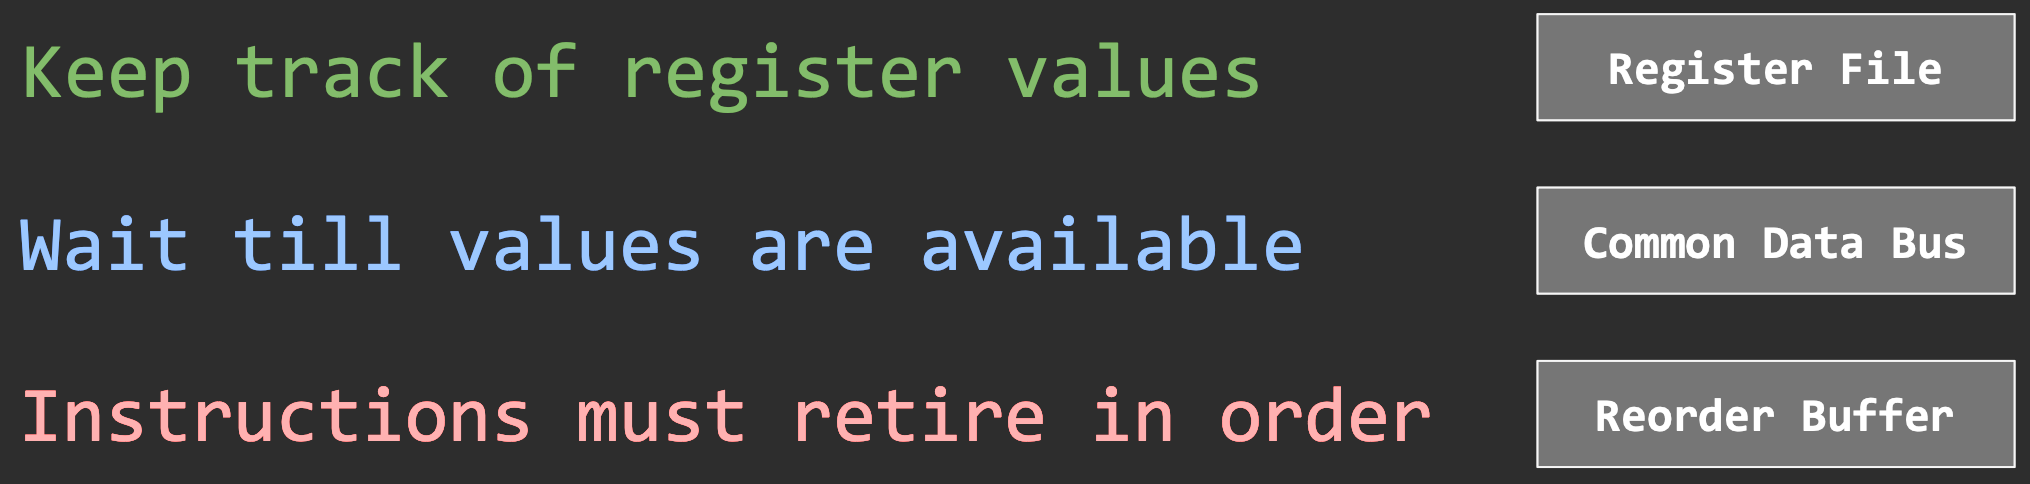 Keep track of register values
Register File
Wait till values are available
Common Data Bus
Instructions must retire in order
Reorder Buffer